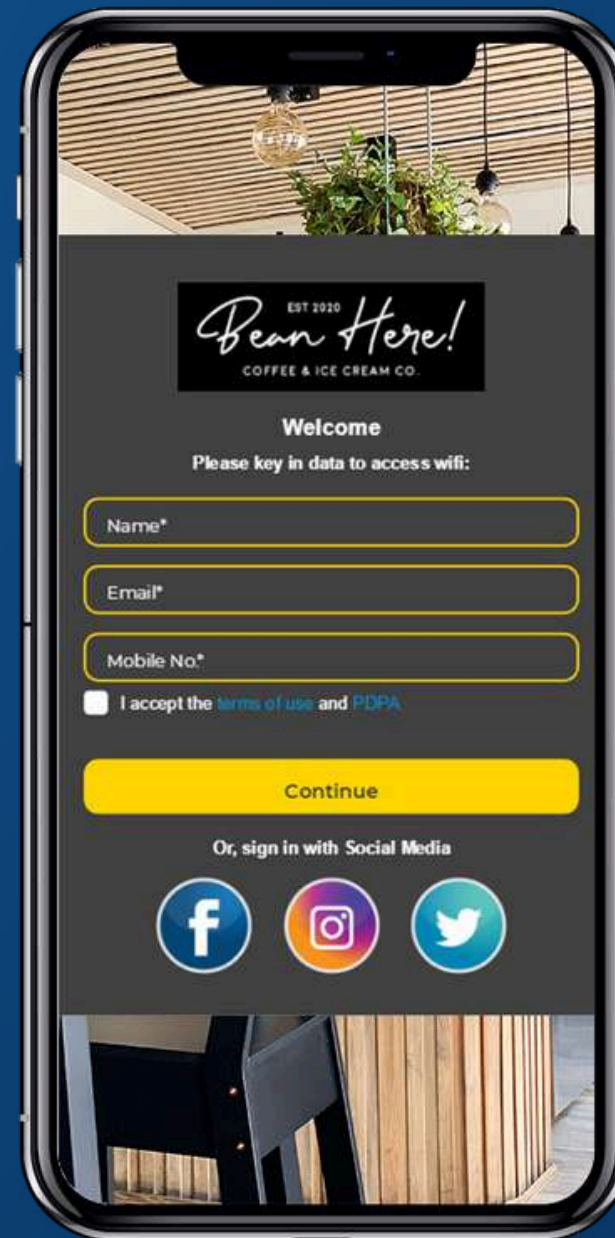 EST 2020
Bean Here!
COFFEE & ICE CREAM CO.
Welcome
Please key in data to access wifi:
Name*
Email*
Mobile No.*
I accept the terms of use and PDPA
Continue
Or, sign in with Social Media